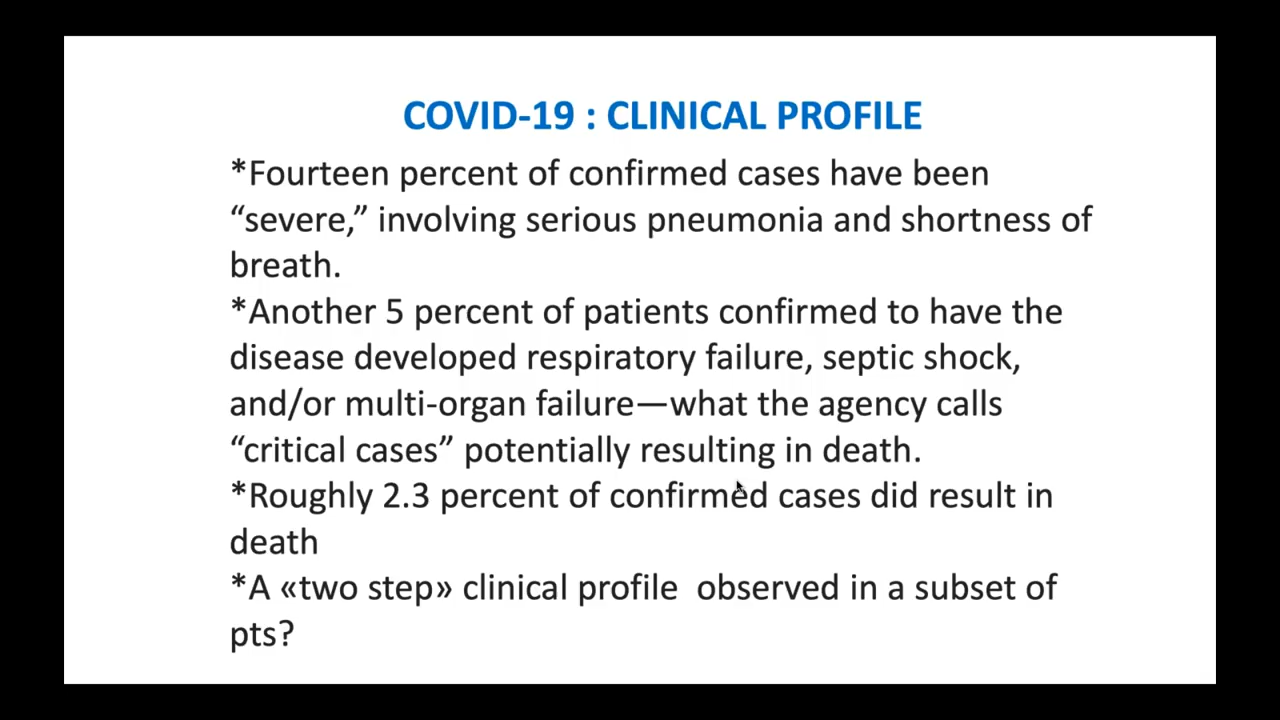 COVID-19 : CLINICAL PROFILE
*Fourteen percent of confirmed cases have been
“severe,” involving serious pneumonia and shortness of
breath.
*Another 5 percent of patients confirmed to have the
disease developed respiratory failure, septic shock,
and/or multi-organ failure—what the agency calls
“critical cases” potentially resulting in death.
*Roughly 2.3 percent of confirmed cases did result in
death
*A «two step» clinical profile  observed in a subset of
pts?